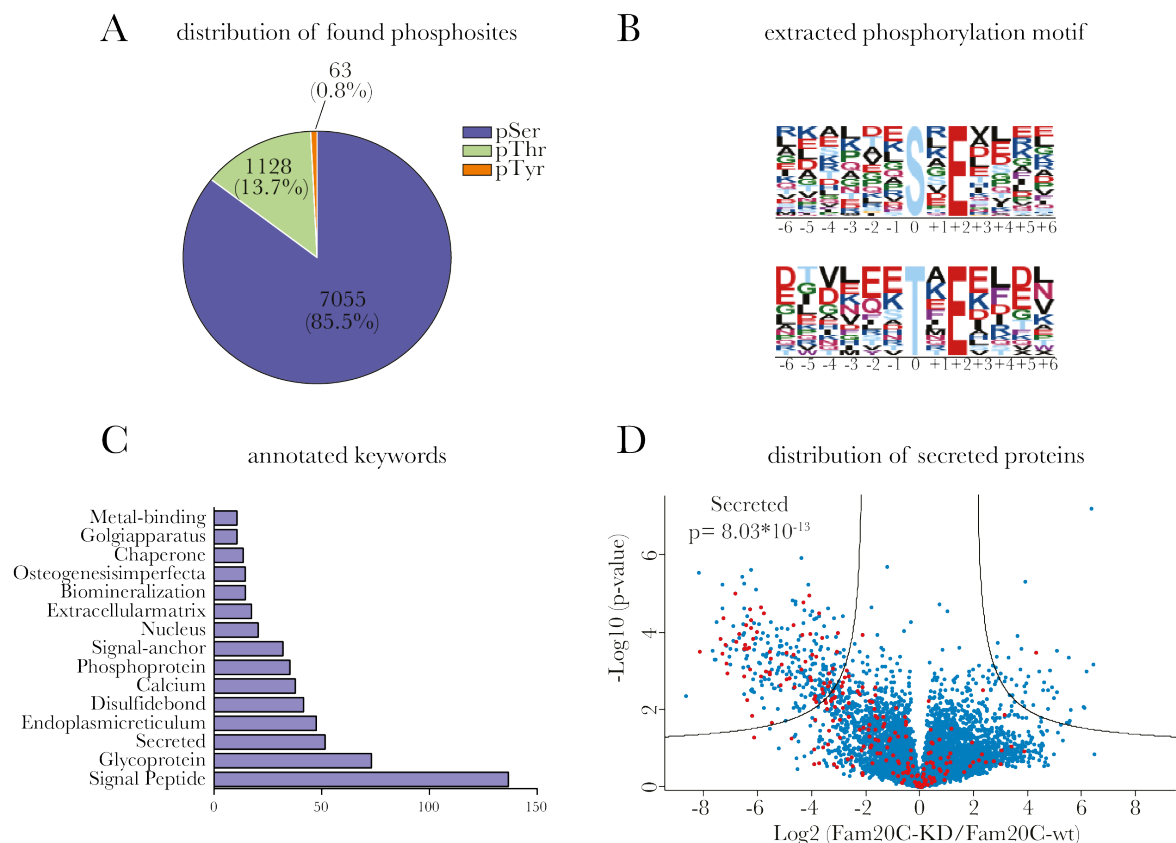 A
distribution of found phosphosites
63
(0.8%)
pSer
pThr
pTyr
1128
(13.7%)
7055
(85.5%)
B
extracted phosphorylation motif
S
E
-6 -5 -4 -3 -2 -1 0 +1 +2 +3 +4 +5 +6
T
E
-6 -5 -4 -3 -2 -1 0 +1 +2 +3 +4 +5 +6
C
annotated keywords
Metal-binding
Golgiapparatus
Chaperone
Osteogenesisimperfecta
Biomineralization
Extracellularmatrix
Nucleus
Signal-anchor
Phosphoprotein
Calcium
Disulfidebond
Endoplasmicreticulum
Secreted
Glycoprotein
Signal Peptide
0 50 100 150
D
distribution of secreted proteins
Secreted
p= 8.03*10-13
-Log10 (p-value)
6
4
2
0
-8 -6 -4 -2 0 2 4 6 8
Log2 (Fam20C-KD/Fam20C-wt)